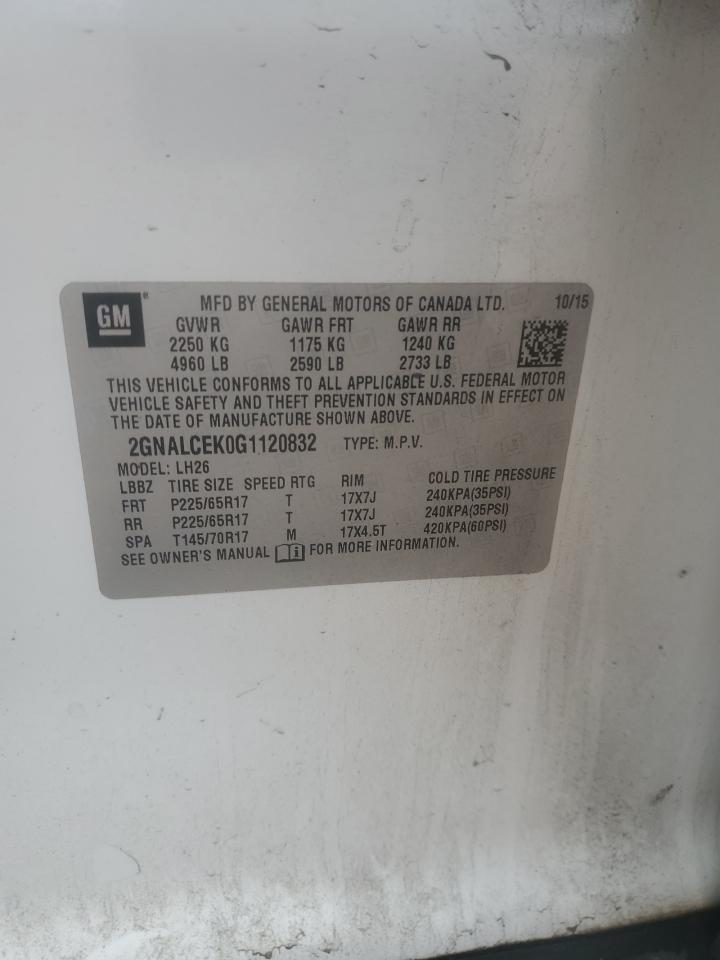 GM® MFD BY GENERAL MOTORS OF CANADA LTD. 10/15
GVWR GAWR FRT GAWR RR
2250 KG 1175 KG 1240 KG
4960 LB 2590 LB 2733 LB
THIS VEHICLE CONFORMS TO ALL APPLICABLE U.S. FEDERAL MOTOR
VEHICLE SAFETY AND THEFT PREVENTION STANDARDS IN EFFECT ON
THE DATE OF MANUFACTURE SHOWN ABOVE.
2GNALCEK0G1120832 TYPE: M.P.V.
MODEL: LH26
LBBZ TIRE SIZE SPEED RTG RIM COLD TIRE PRESSURE
FRT P225/65R17 T 17X7J 240KPA(35PSI)
RR P225/65R17 T 17X7J 240KPA(35PSI)
SPA T145/70R17 M 17X4.5T 420KPA(60PSI)
SEE OWNER'S MANUAL i FOR MORE INFORMATION.